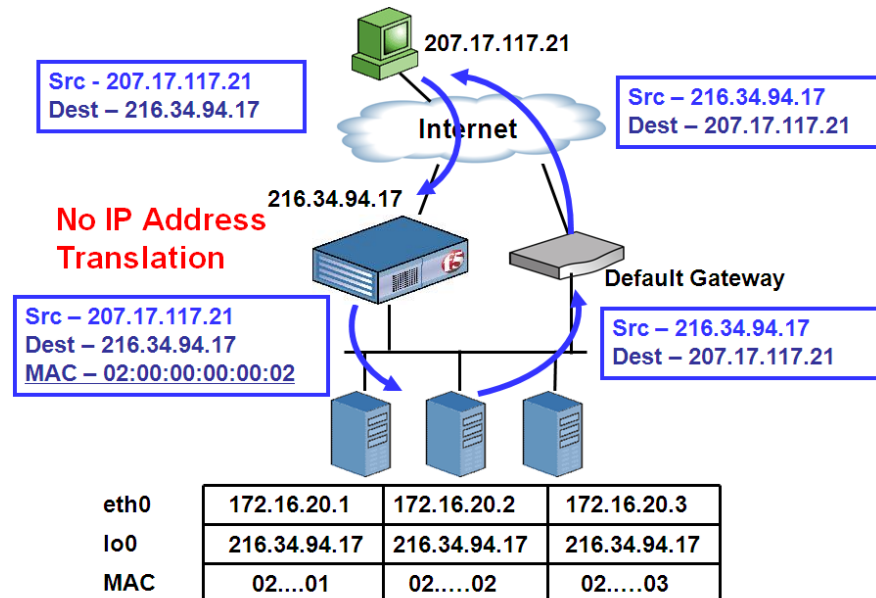 207.17.117.21
Src - 207.17.117.21
Dest – 216.34.94.17
Src – 216.34.94.17
Dest – 207.17.117.21
Internet
216.34.94.17
No IP Address
Translation
f5
Default Gateway
Src – 207.17.117.21
Dest – 216.34.94.17
MAC – 02:00:00:00:00:02
Src – 216.34.94.17
Dest – 207.17.117.21
eth0 172.16.20.1 172.16.20.2 172.16.20.3
lo0 216.34.94.17 216.34.94.17 216.34.94.17
MAC 02....01 02.....02 02.....03